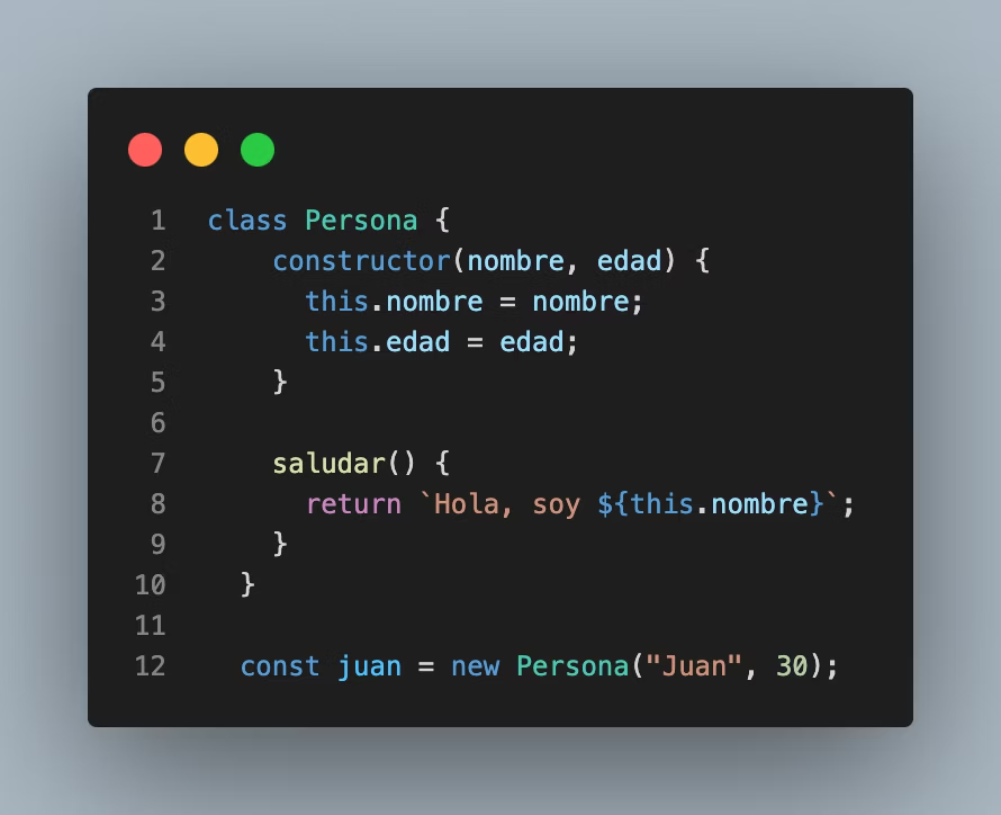 1 class Persona {
2     constructor(nombre, edad) {
3       this.nombre = nombre;
4       this.edad = edad;
5     }
6
7     saludar() {
8       return `Hola, soy ${this.nombre}`;
9     }
10   }
11
12   const juan = new Persona("Juan", 30);